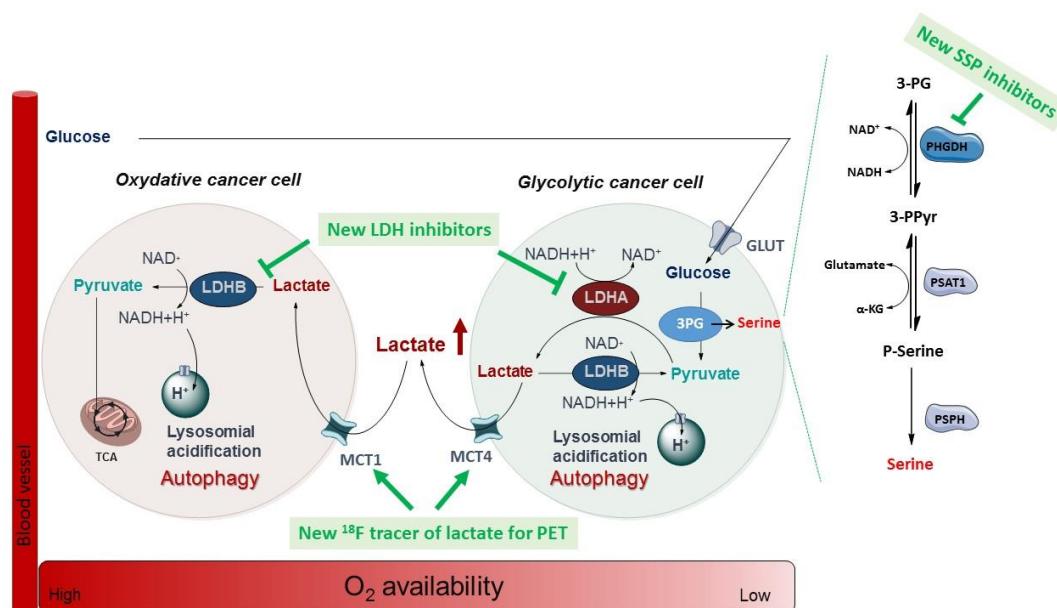 Glucose
Oxydative cancer cell
Glycolytic cancer cell
New LDH inhibitors
NAD-
Pyruvate
LDHB
Lactate
NADH+H⁺
H⁺
TCA
Lysosomial
acidification
Autophagy
MCT1
Lactate
MCT4
NADH+H⁺
NAD⁺
LDHA
GLUT
Glucose
3PG
Serine
NAD-
Lactate
LDHB
Pyruvate
NADH+H⁺
H⁺
Lysosomial
acidification
Autophagy
New ¹⁸F tracer of lactate for PET
Blood vessel
High
O₂ availability
Low
New SSP inhibitors
3-PG
NAD⁺
PHGDH
NADH
3-PPyr
Glutamate
PSAT1
α-KG
P-Serine
PSPH
Serine